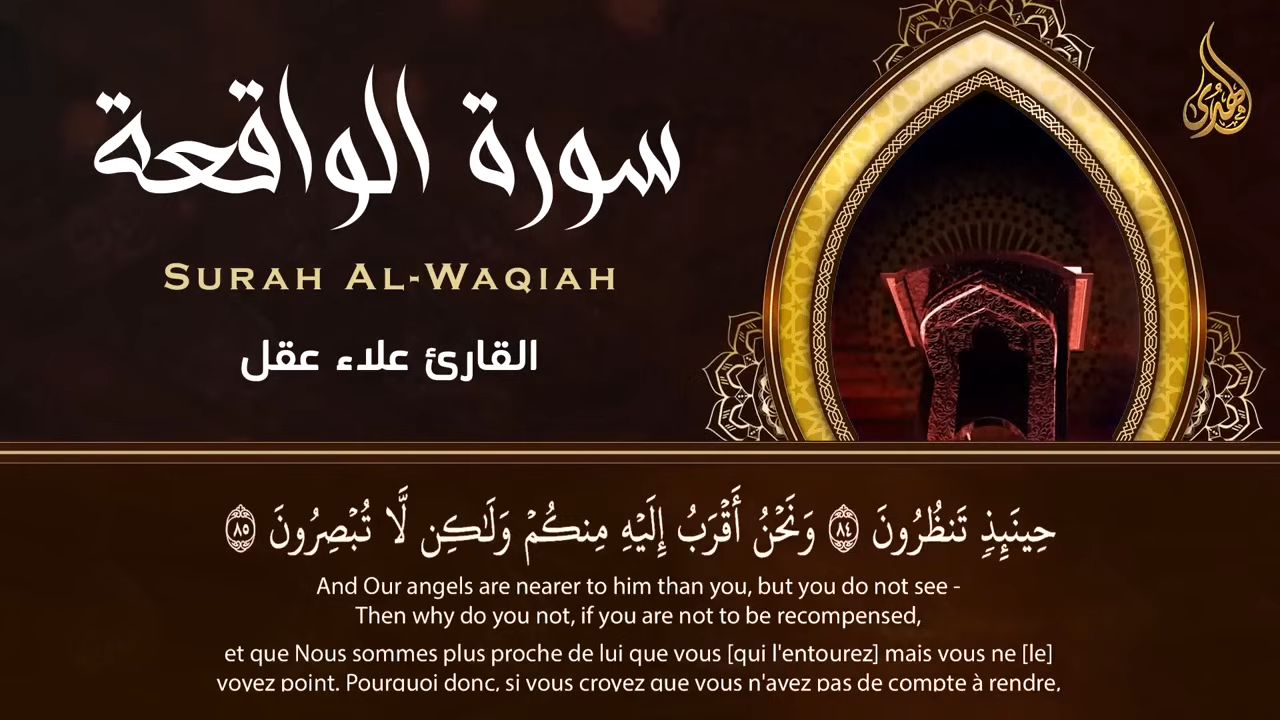 سورة الواقعة
هدى
SURAH AL-WAQIAH
القارئ علاء عقل
حِينَئِذٍ تَنظُرُونَ ٨٤ وَنَحْنُ أَقْرَبُ إِلَيْهِ مِنكُمْ وَلَٰكِن لَّا تُبْصِرُونَ ٨٥
And Our angels are nearer to him than you, but you do not see -
Then why do you not, if you are not to be recompensed,
et que Nous sommes plus proche de lui que vous [qui l'entourez] mais vous ne [le]
voyez point. Pourquoi donc, si vous croyez que vous n'avez pas de compte à rendre,